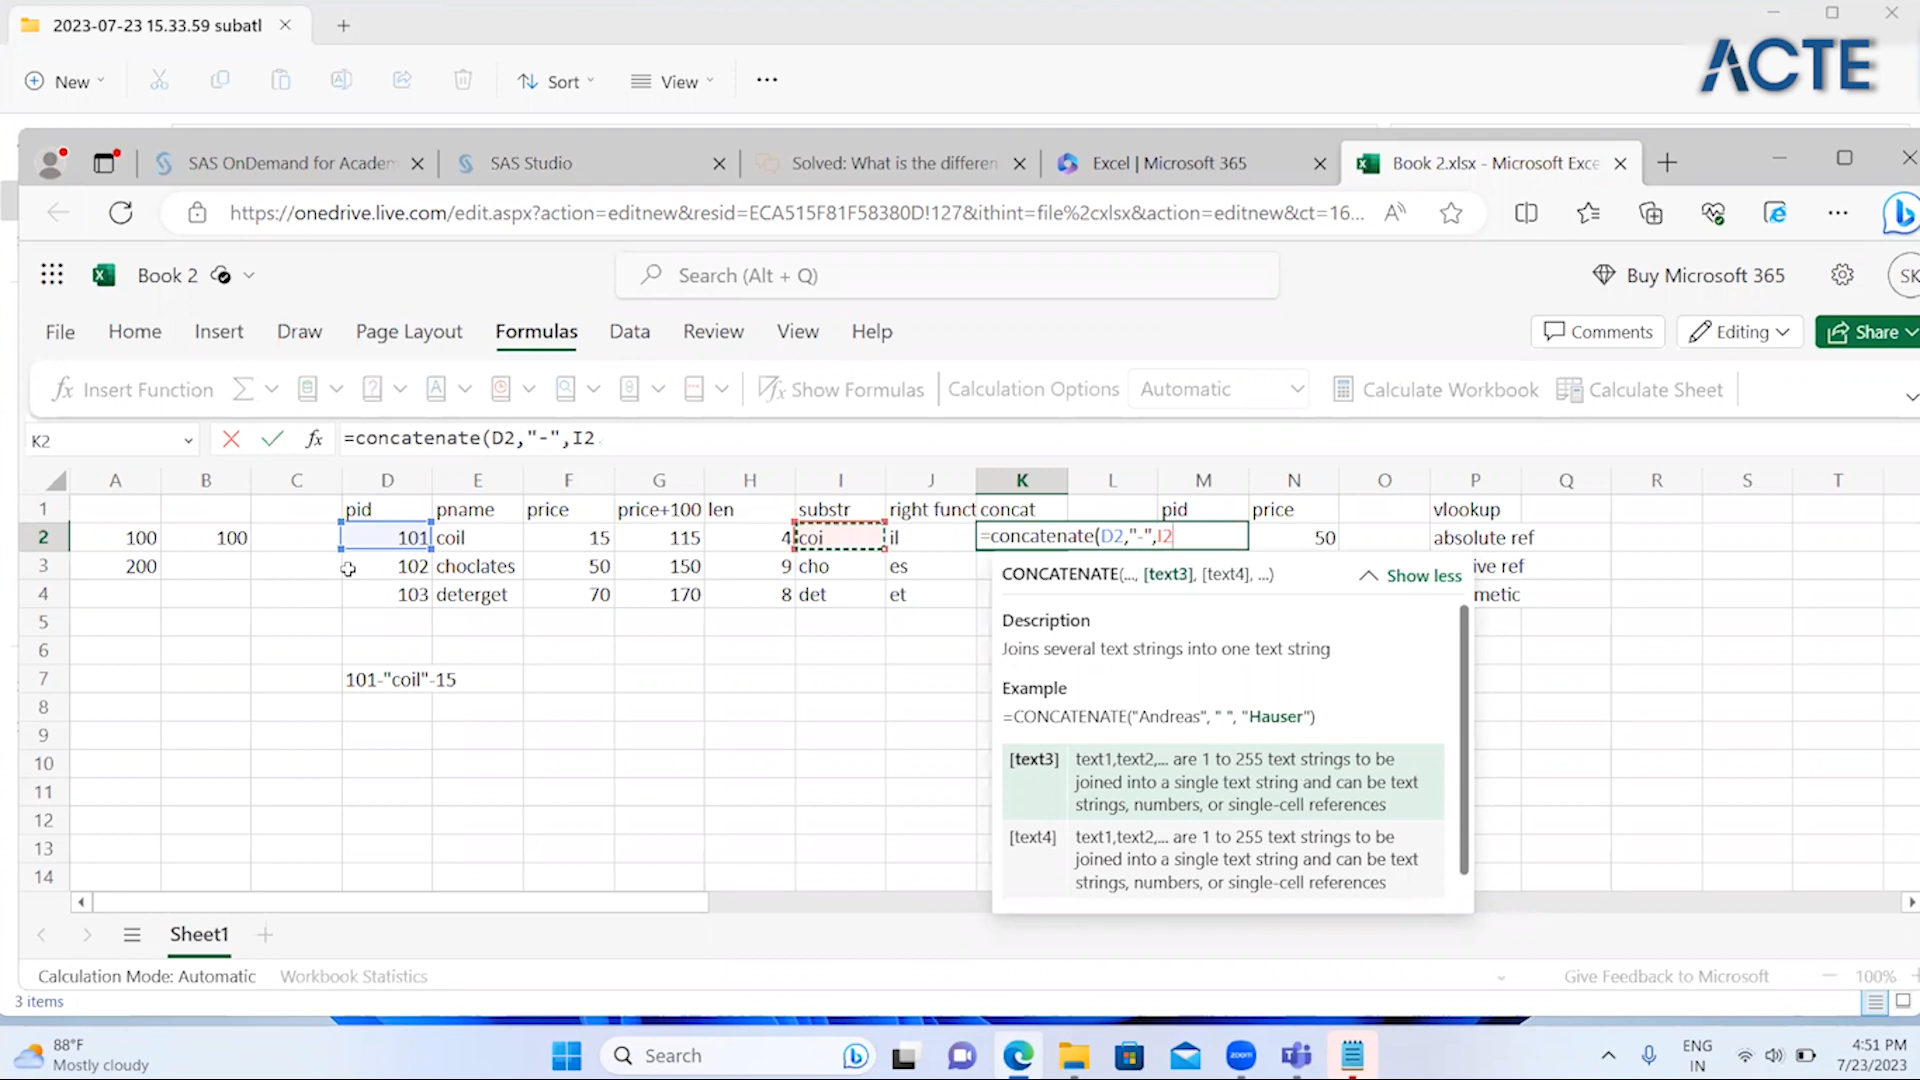 2023-07-23 15.33.59 subatl
ACTE
New
Sort
View
SAS OnDemand for Academ
SAS Studio
Solved: What is the differen
Excel | Microsoft 365
Book 2.xlsx - Microsoft Exce
https://onedrive.live.com/edit.aspx?action=editnew&resid=ECA515F81F58380D!127&ithint=file%2cxlsx&action=editnew&ct=16...
Book 2
Search (Alt + Q)
Buy Microsoft 365
SK
File Home Insert Draw Page Layout Formulas Data Review View Help
Comments
Editing
Share
Insert Function
Show Formulas
Calculation Options
Automatic
Calculate Workbook
Calculate Sheet
K2
fx
=concatenate(D2,"-",I2
A B C D E F G H I J K L M N O P Q R S T
1 pid pname price price+100 len substr right funct concat pid price vlookup
2 100 100 101 coil 15 115 4 coi il =concatenate(D2,"-",I2 50 absolute ref
3 200 102 choclates 50 150 9 cho es ive ref
4 103 deterget 70 170 8 det et metic
5
6
7 101-"coil"-15
8
9
10
11
12
13
14
CONCATENATE(..., [text3], [text4], ...)
Show less
Description
Joins several text strings into one text string
Example
=CONCATENATE("Andreas", " ", "Hauser")
[text3] text1,text2,... are 1 to 255 text strings to be
joined into a single text string and can be text
strings, numbers, or single-cell references
[text4] text1,text2,... are 1 to 255 text strings to be
joined into a single text string and can be text
strings, numbers, or single-cell references
Sheet1
Calculation Mode: Automatic
Workbook Statistics
Give Feedback to Microsoft
100%
3 items
88°F
Mostly cloudy
Search
zoom
ENG
IN
4:51 PM
7/23/2023